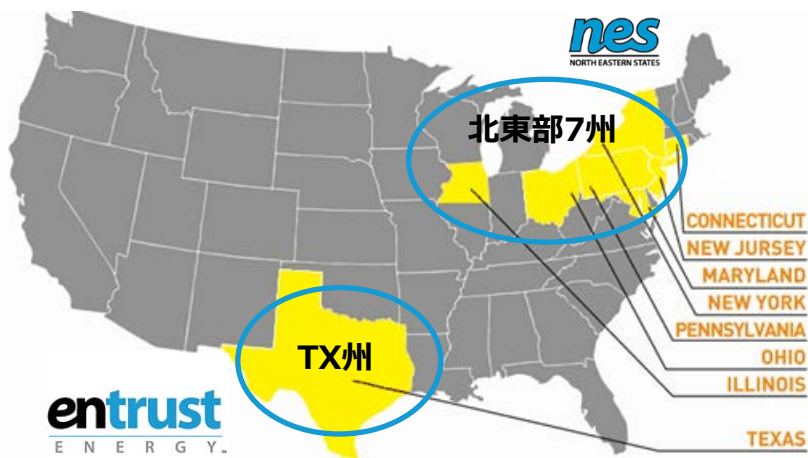 nes
NORTH EASTERN STATES
北東部7州
CONNECTICUT
NEW JURSEY
MARYLAND
NEW YORK
PENNSYLVANIA
OHIO
ILLINOIS
TX州
entrust
ENERGY
TEXAS